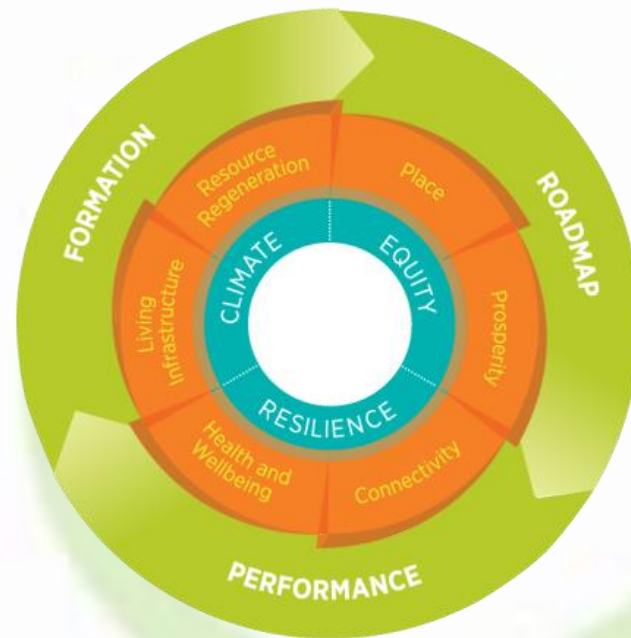 FORMATION
ROADMAP
PERFORMANCE
Resource
Regeneration
Place
Prosperity
Connectivity
Health and
Wellbeing
Living
Infrastructure
CLIMATE
EQUITY
RESILIENCE